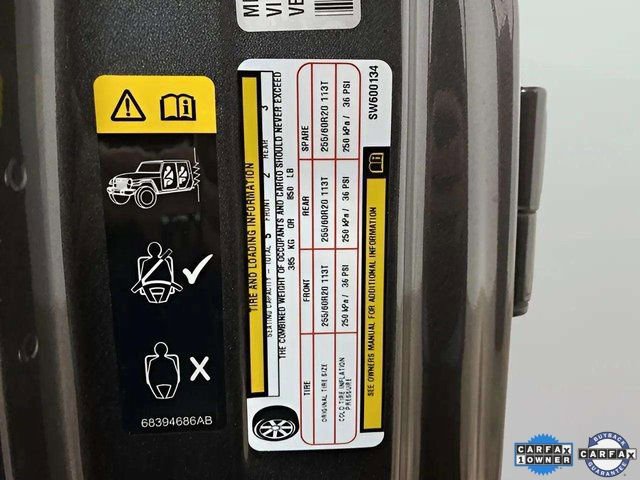 TIRE AND LOADING INFORMATION
SEATING CAPACITY - TOTAL 5 FRONT 2 REAR 3
THE COMBINED WEIGHT OF OCCUPANTS AND CARGO SHOULD NEVER EXCEED
385 KG OR 850 LB
TIRE FRONT REAR SPARE
ORIGINAL TIRE SIZE 255/60R20 113T 255/60R20 113T 255/60R20 113T
COLD TIRE INFLATION PRESSURE 250 kPa / 36 PSI 250 kPa / 36 PSI 250 kPa / 36 PSI
SEE OWNERS MANUAL FOR ADDITIONAL INFORMATION
SW600134
68394686AB
CARFAX
1 OWNER
BUYBACK
CARFAX
GUARANTEE